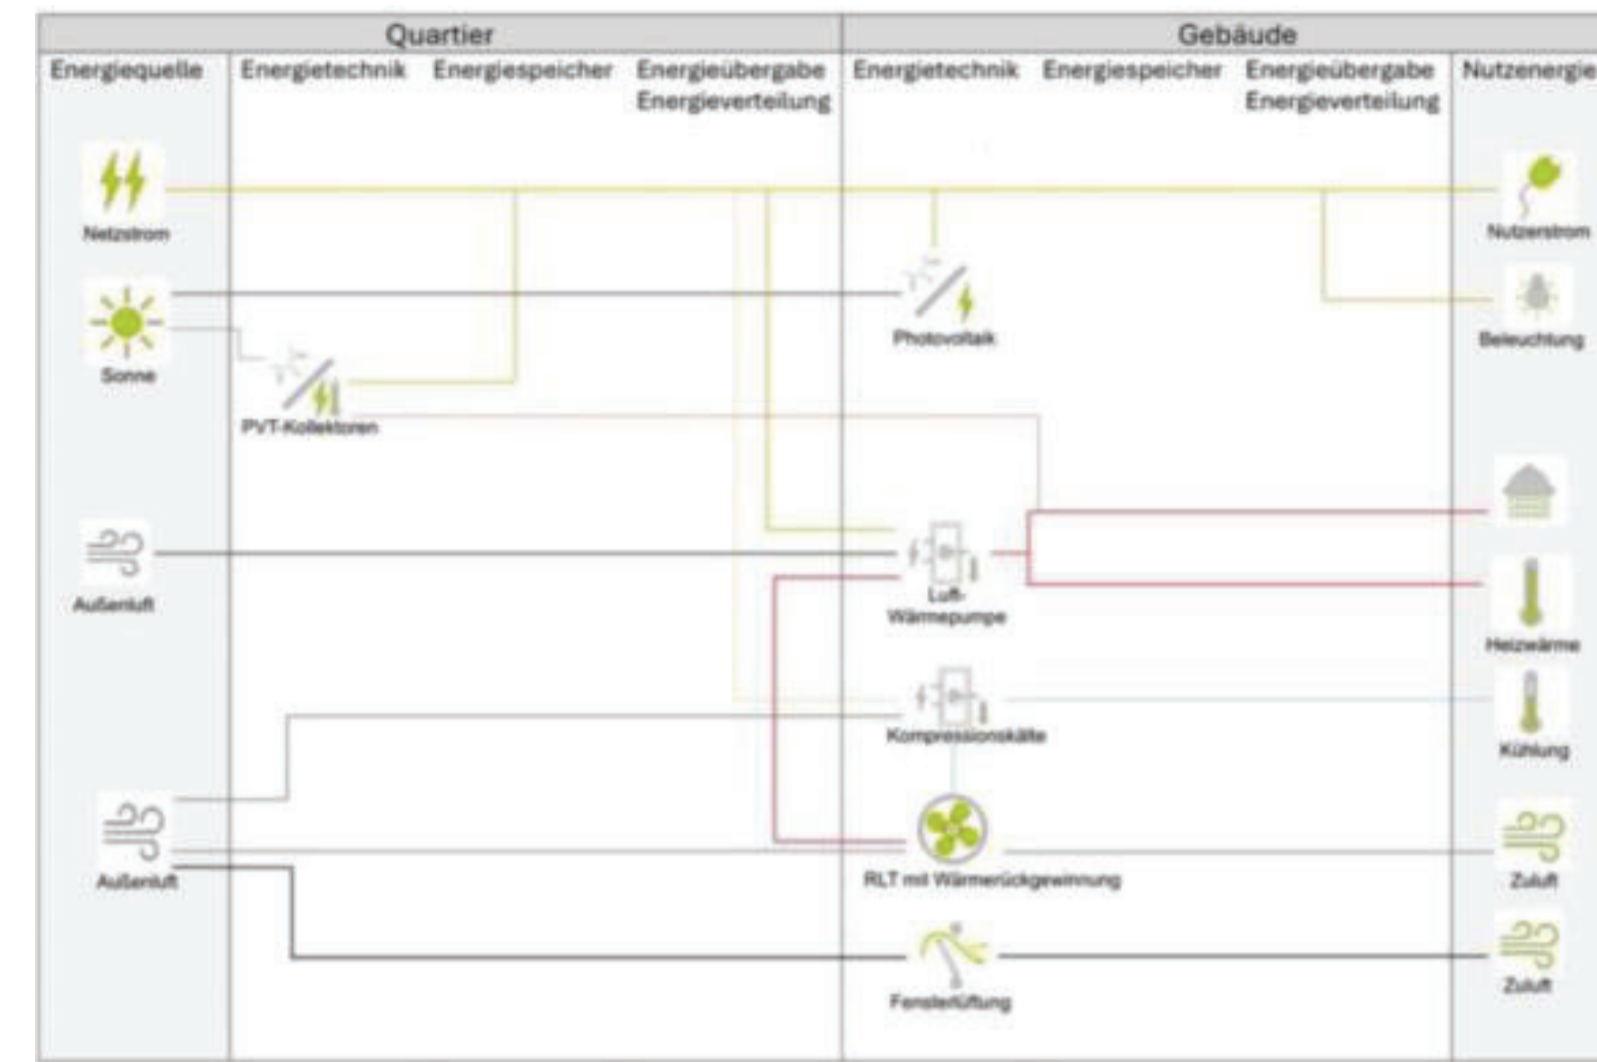 Quartier
Gebäude
Energiequelle
Energietechnik
Energiespeicher
Energieübergabe
Energieverteilung
Energietechnik
Energiespeicher
Energieübergabe
Energieverteilung
Nutzenergie
Netzstrom
Nutzerstrom
Sonne
Photovoltaik
Beleuchtung
PVT-Kollektoren
Außenluft
Luft-
Wärmepumpe
Heizwärme
Kompressionskälte
Kühlung
Außenluft
RLT mit Wärmerückgewinnung
Zuluft
Fensterlüftung
Zuluft